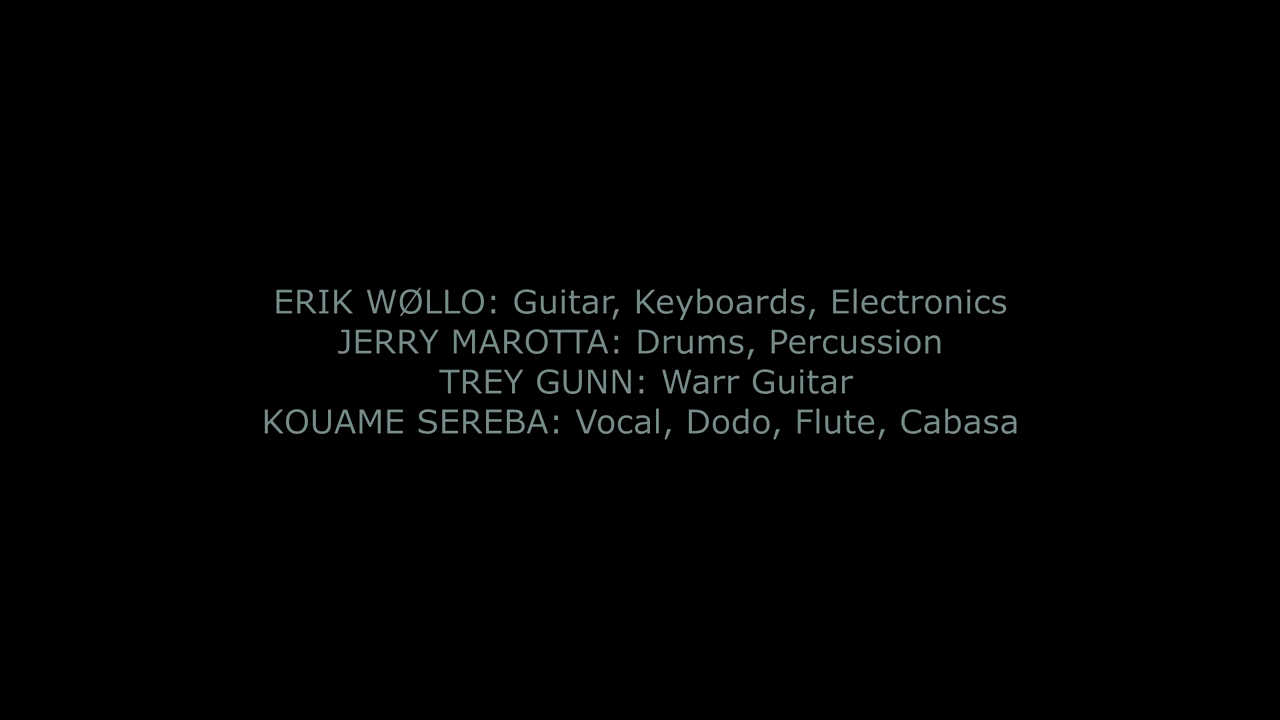 ERIK WØLLO: Guitar, Keyboards, Electronics
JERRY MAROTTA: Drums, Percussion
TREY GUNN: Warr Guitar
KOUAME SEREBA: Vocal, Dodo, Flute, Cabasa